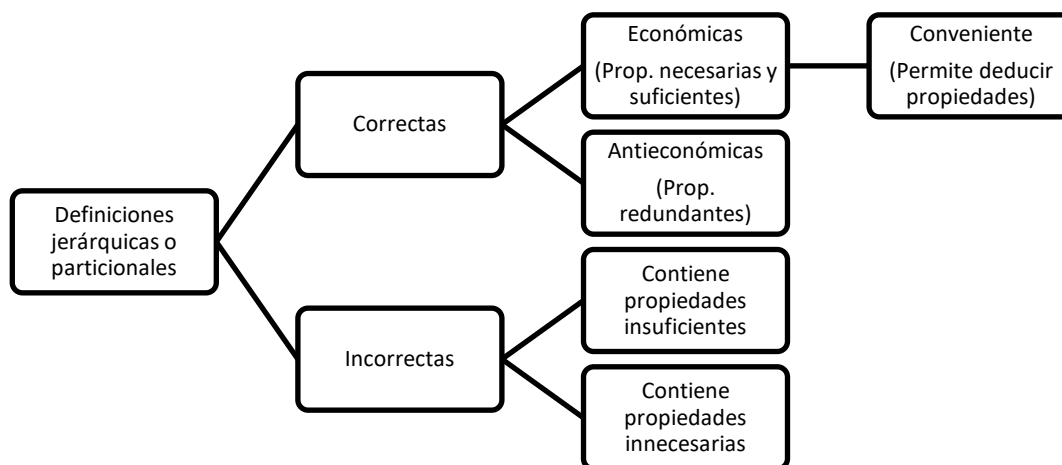 Definiciones
jerárquicas o
particionales
Correctas
Económicas
(Prop. necesarias y
suficientes)
Conveniente
(Permite deducir
propiedades)
Antieconómicas
(Prop.
redundantes)
Incorrectas
Contiene
propiedades
insuficientes
Contiene
propiedades
innecesarias